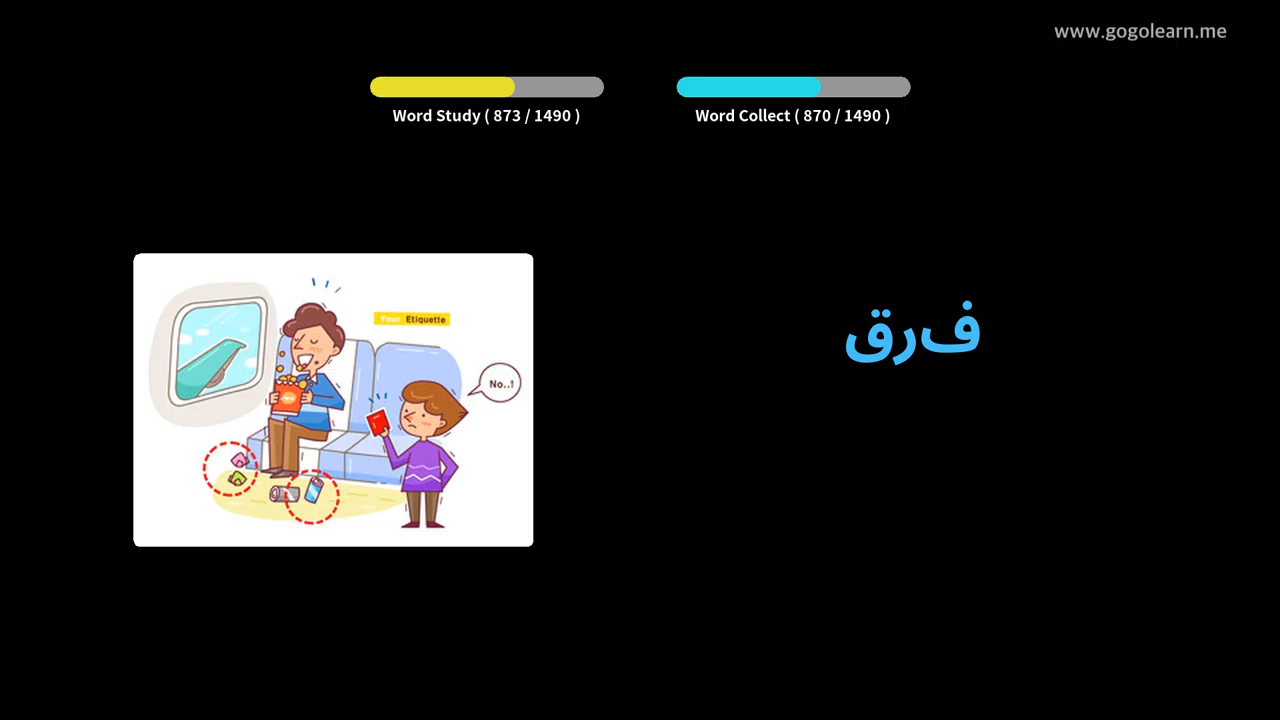 www.gogolearn.me
Word Study ( 873 / 1490 )
Word Collect ( 870 / 1490 )
Your Etiquette
No..!
فرق